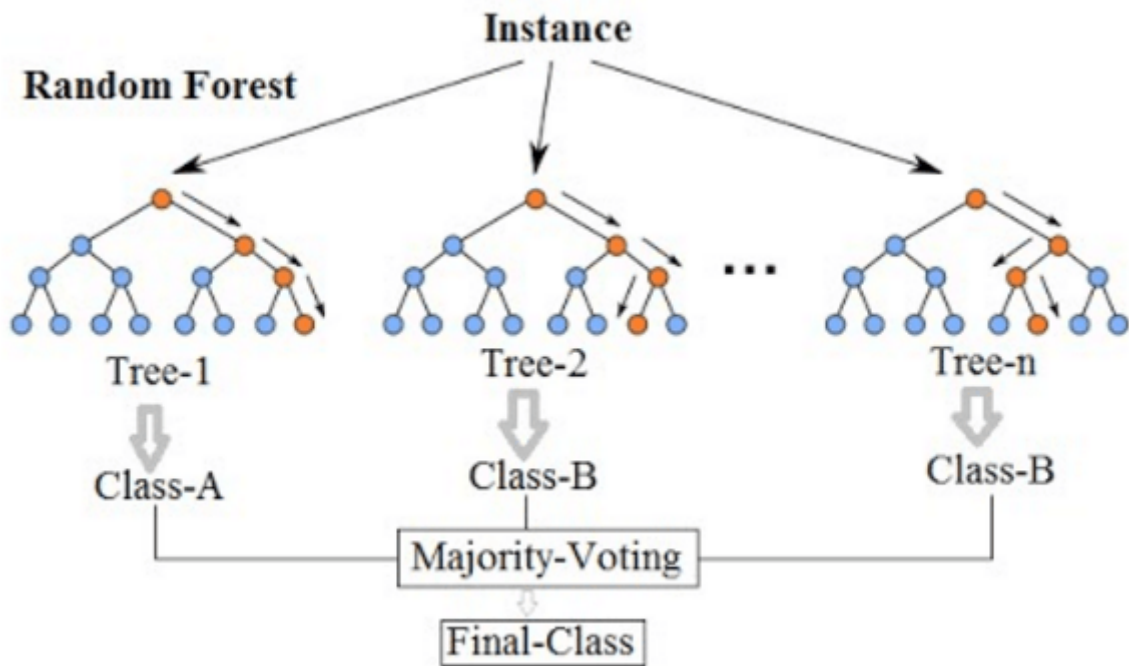 Instance
Random Forest
...
Tree-1
Tree-2
Tree-n
Class-A
Class-B
Class-B
Majority-Voting
Final-Class